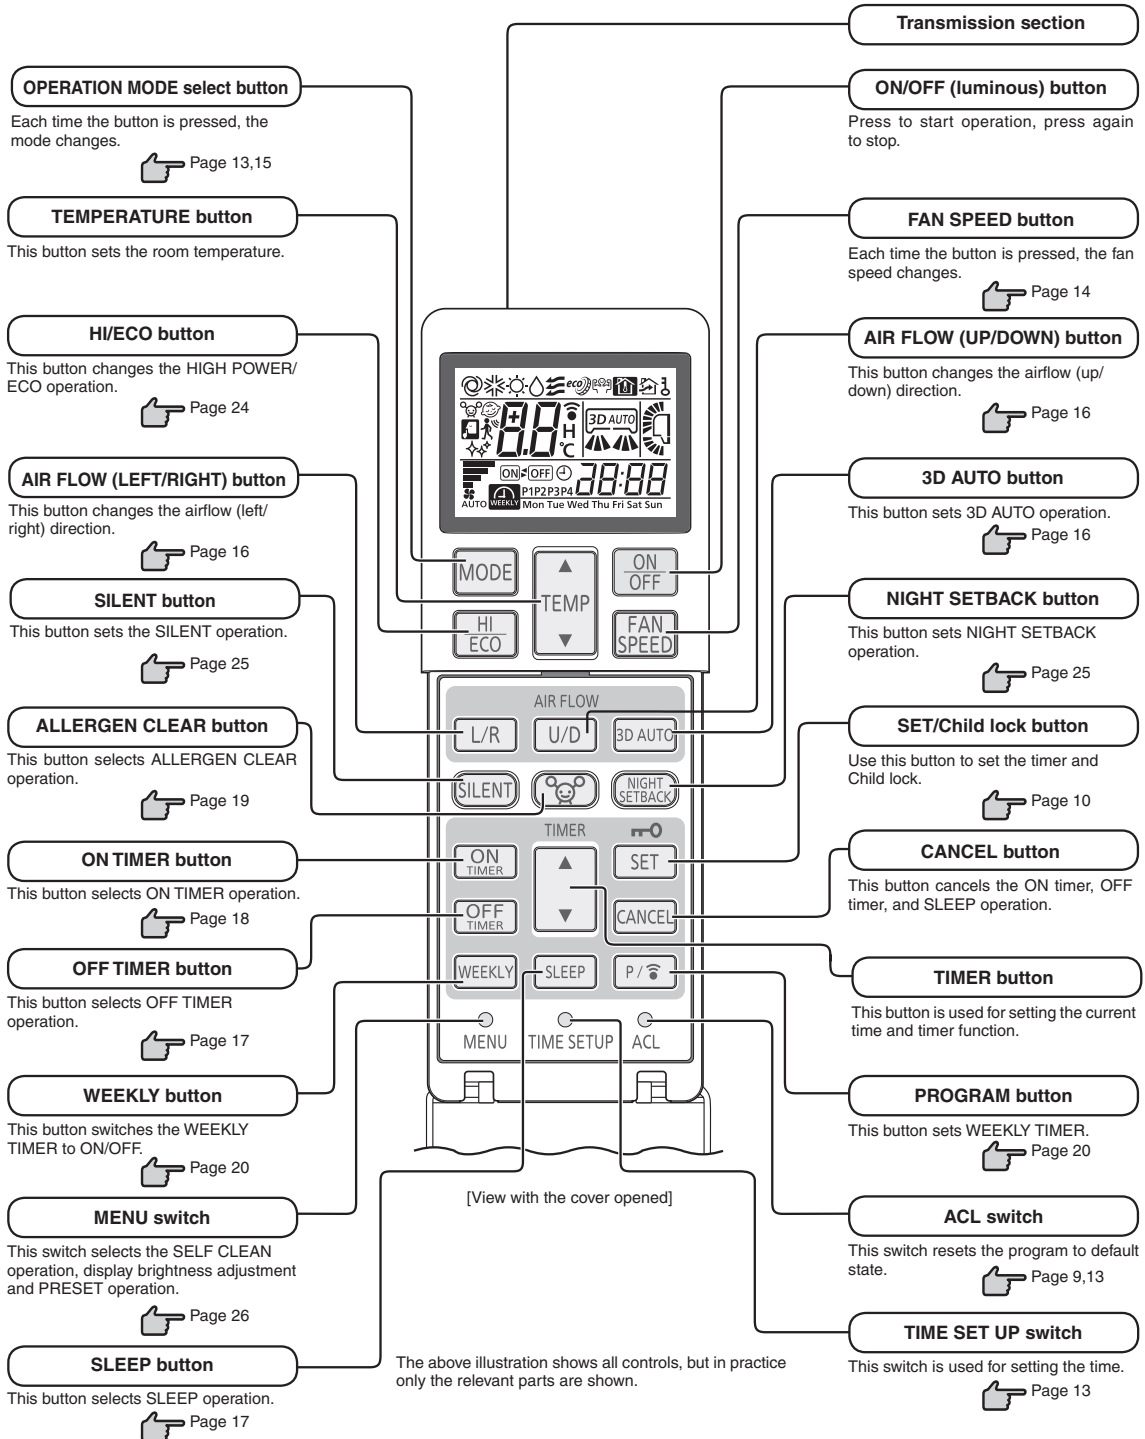 Transmission section
OPERATION MODE select button
Each time the button is pressed, the
mode changes.
Page 13,15
TEMPERATURE button
This button sets the room temperature.
HI/ECO button
This button changes the HIGH POWER/
ECO operation.
Page 24
AIR FLOW (LEFT/RIGHT) button
This button changes the airflow (left/
right) direction.
Page 16
SILENT button
This button sets the SILENT operation.
Page 25
ALLERGEN CLEAR button
This button selects ALLERGEN CLEAR
operation.
Page 19
ON TIMER button
This button selects ON TIMER operation.
Page 18
OFF TIMER button
This button selects OFF TIMER
operation.
Page 17
WEEKLY button
This button switches the WEEKLY
TIMER to ON/OFF.
Page 20
MENU switch
This switch selects the SELF CLEAN
operation, display brightness adjustment
and PRESET operation.
Page 26
SLEEP button
This button selects SLEEP operation.
Page 17
eco
8.8
H
°C
3D AUTO
ON OFF
88:88
P1P2P3P4
AUTO WEEKLY Mon Tue Wed Thu Fri Sat Sun
MODE
TEMP
ON
OFF
HI
ECO
FAN
SPEED
AIR FLOW
L/R
U/D
3D AUTO
SILENT
NIGHT
SETBACK
TIMER
ON
TIMER
SET
OFF
TIMER
CANCEL
WEEKLY
SLEEP
P/
MENU
TIME SETUP
ACL
[View with the cover opened]
The above illustration shows all controls, but in practice
only the relevant parts are shown.
ON/OFF (luminous) button
Press to start operation, press again
to stop.
FAN SPEED button
Each time the button is pressed, the fan
speed changes.
Page 14
AIR FLOW (UP/DOWN) button
This button changes the airflow (up/
down) direction.
Page 16
3D AUTO button
This button sets 3D AUTO operation.
Page 16
NIGHT SETBACK button
This button sets NIGHT SETBACK
operation.
Page 25
SET/Child lock button
Use this button to set the timer and
Child lock.
Page 10
CANCEL button
This button cancels the ON timer, OFF
timer, and SLEEP operation.
TIMER button
This button is used for setting the current
time and timer function.
PROGRAM button
This button sets WEEKLY TIMER.
Page 20
ACL switch
This switch resets the program to default
state.
Page 9,13
TIME SET UP switch
This switch is used for setting the time.
Page 13